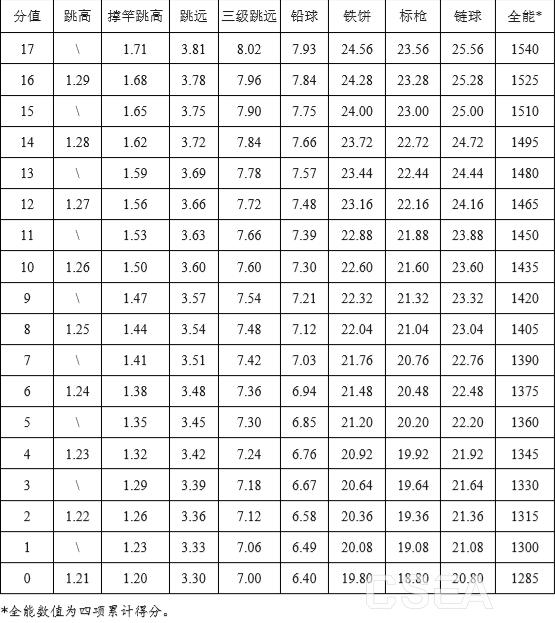 分值 跳高 撑竿跳高 跳远 三级跳远 铅球 铁饼 标枪 链球 全能*
17 \ 1.71 3.81 8.02 7.93 24.56 23.56 25.56 1540
16 1.29 1.68 3.78 7.96 7.84 24.28 23.28 25.28 1525
15 \ 1.65 3.75 7.90 7.75 24.00 23.00 25.00 1510
14 1.28 1.62 3.72 7.84 7.66 23.72 22.72 24.72 1495
13 \ 1.59 3.69 7.78 7.57 23.44 22.44 24.44 1480
12 1.27 1.56 3.66 7.72 7.48 23.16 22.16 24.16 1465
11 \ 1.53 3.63 7.66 7.39 22.88 21.88 23.88 1450
10 1.26 1.50 3.60 7.60 7.30 22.60 21.60 23.60 1435
9 \ 1.47 3.57 7.54 7.21 22.32 21.32 23.32 1420
8 1.25 1.44 3.54 7.48 7.12 22.04 21.04 23.04 1405
7 \ 1.41 3.51 7.42 7.03 21.76 20.76 22.76 1390
6 1.24 1.38 3.48 7.36 6.94 21.48 20.48 22.48 1375
5 \ 1.35 3.45 7.30 6.85 21.20 20.20 22.20 1360
4 1.23 1.32 3.42 7.24 6.76 20.92 19.92 21.92 1345
3 \ 1.29 3.39 7.18 6.67 20.64 19.64 21.64 1330
2 1.22 1.26 3.36 7.12 6.58 20.36 19.36 21.36 1315
1 \ 1.23 3.33 7.06 6.49 20.08 19.08 21.08 1300
0 1.21 1.20 3.30 7.00 6.40 19.80 18.80 20.80 1285
CSEA
*全能数值为四项累计得分。